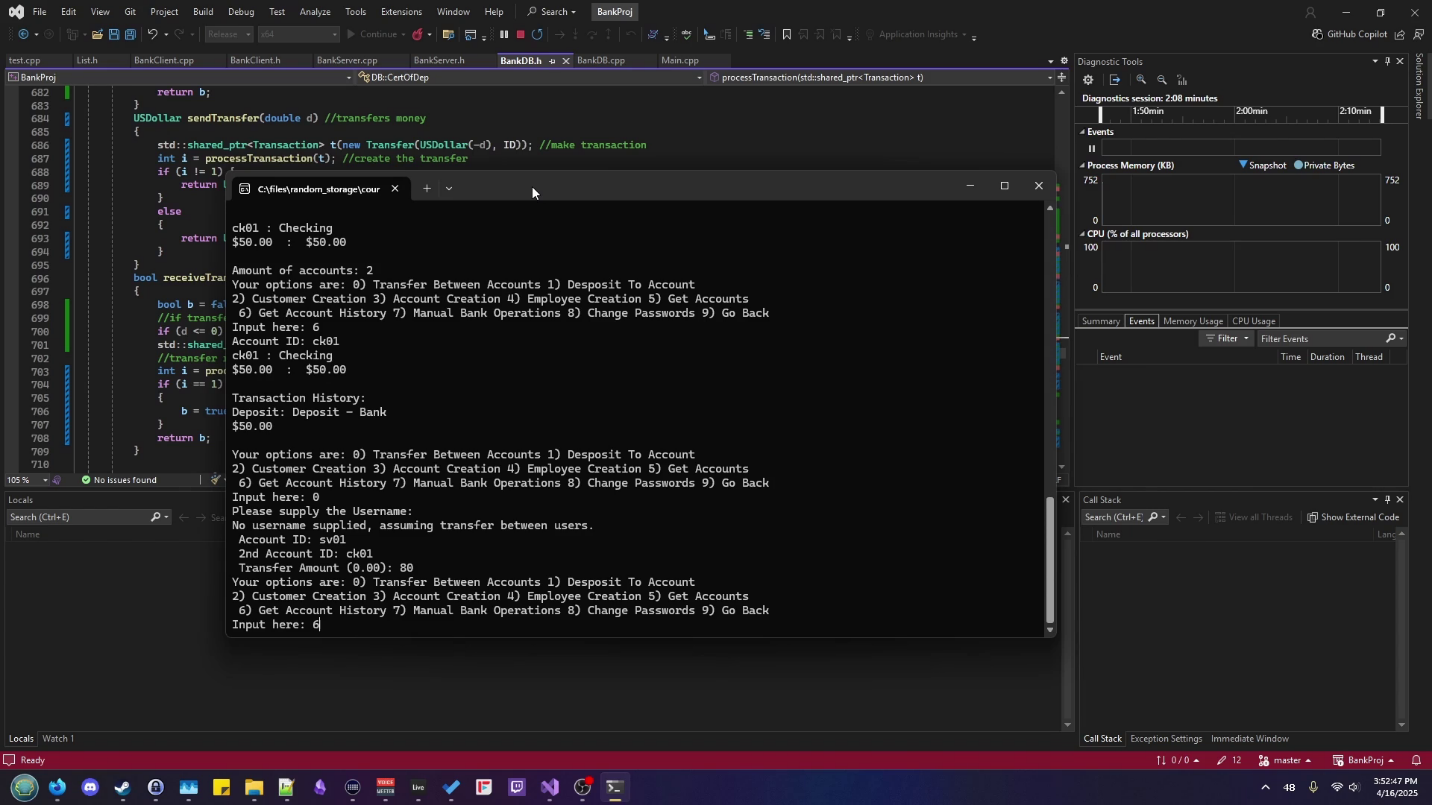 File Edit View Git Project Build Debug Test Analyze Tools Extensions Window Help Search BankProj
Release x64 Continue Application Insights GitHub Copilot
test.cpp List.h BankClient.cpp BankClient.h BankServer.cpp BankServer.h BankDB.h BankDB.cpp Main.cpp
BankProj DB::CertOfDep processTransaction(std::shared_ptr<Transaction> t)
682 return b;
683 }
684 USDollar sendTransfer(double d) //transfers money
685 {
686 std::shared_ptr<Transaction> t(new Transfer(USDollar(-d), ID)); //make transaction
687 int i = processTransaction(t); //create the transfer
688 if (i != 1) {
689 return
690 }
691 else
692 {
693 return
694 }
695 }
696 bool receiveTran
697 {
698 bool b = fal
699 //if transfe
700 if (d <= 0)
701 std::shared_
702 //transfer
703 int i = proc
704 if (i == 1)
705 {
706 b = true
707 }
708 return b;
709 }
710
105 % No issues found
C:\files\random_storage\cour
ck01 : Checking
$50.00 : $50.00
Amount of accounts: 2
Your options are: 0) Transfer Between Accounts 1) Desposit To Account
2) Customer Creation 3) Account Creation 4) Employee Creation 5) Get Accounts
6) Get Account History 7) Manual Bank Operations 8) Change Passwords 9) Go Back
Input here: 6
Account ID: ck01
ck01 : Checking
$50.00 : $50.00
Transaction History:
Deposit: Deposit - Bank
$50.00
Your options are: 0) Transfer Between Accounts 1) Desposit To Account
2) Customer Creation 3) Account Creation 4) Employee Creation 5) Get Accounts
6) Get Account History 7) Manual Bank Operations 8) Change Passwords 9) Go Back
Input here: 0
Please supply the Username:
No username supplied, assuming transfer between users.
Account ID: sv01
2nd Account ID: ck01
Transfer Amount (0.00): 80
Your options are: 0) Transfer Between Accounts 1) Desposit To Account
2) Customer Creation 3) Account Creation 4) Employee Creation 5) Get Accounts
6) Get Account History 7) Manual Bank Operations 8) Change Passwords 9) Go Back
Input here: 6
Diagnostic Tools
Diagnostics session: 2:08 minutes
1:50min 2:00min 2:10min
Events
Process Memory (KB) Snapshot Private Bytes
752 752
0 0
CPU (% of all processors)
100 100
0 0
Summary Events Memory Usage CPU Usage
Filter Filter Events
Event Time Duration Thread
Solution Explorer
Locals
Search (Ctrl+E)
Name
Locals Watch 1
Call Stack
Search (Ctrl+E) View all Threads Show External Code
Name Lang
Call Stack Exception Settings Immediate Window
Ready 0 / 0 12 master BankProj
48
3:52:47 PM
4/16/2025